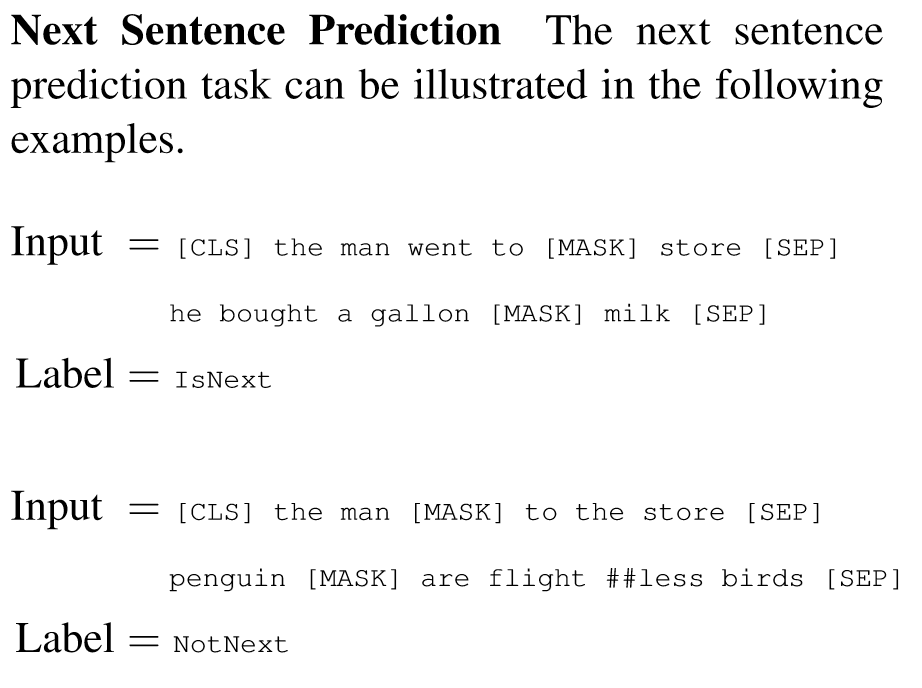 Next Sentence Prediction The next sentence
prediction task can be illustrated in the following
examples.
Input = [CLS] the man went to [MASK] store [SEP]
he bought a gallon [MASK] milk [SEP]
Label = IsNext
Input = [CLS] the man [MASK] to the store [SEP]
penguin [MASK] are flight ##less birds [SEP]
Label = NotNext